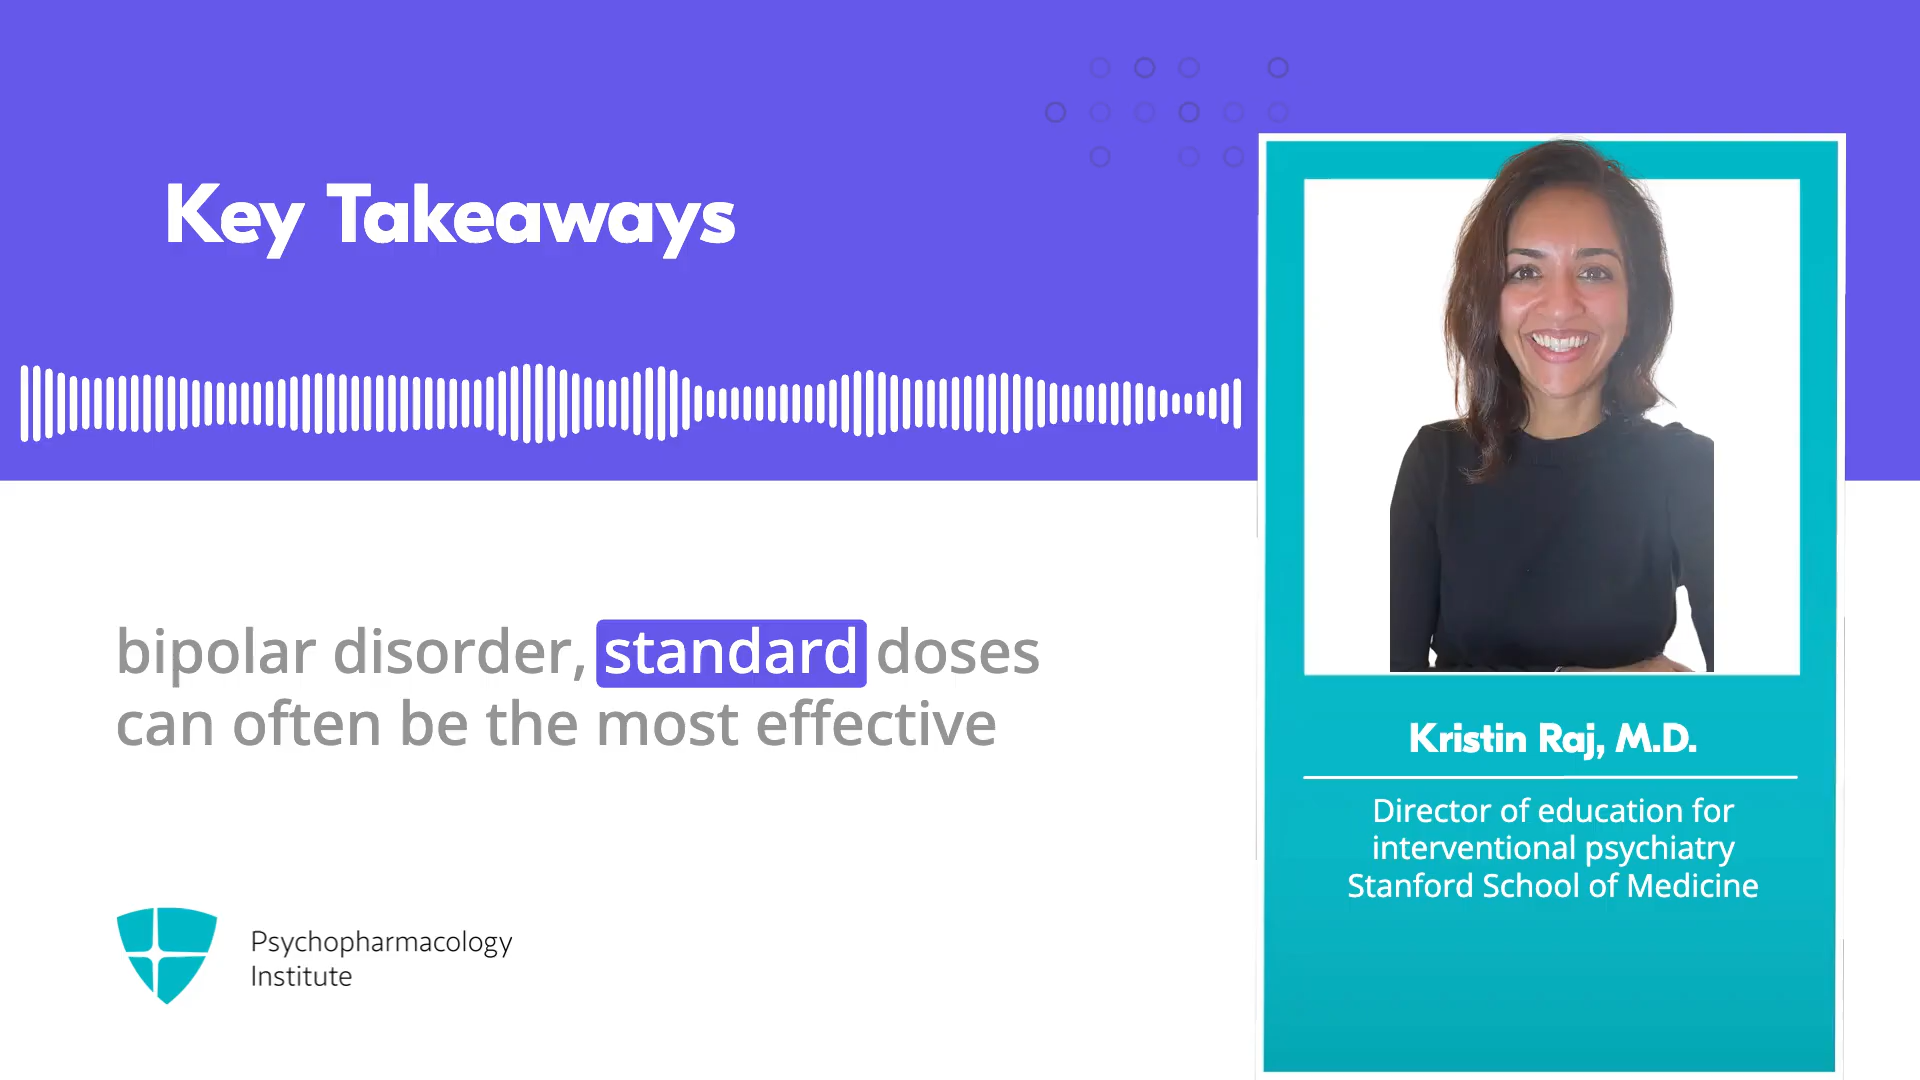 Key Takeaways
bipolar disorder, standard doses
can often be the most effective
Psychopharmacology
Institute
Kristin Raj, M.D.
Director of education for
interventional psychiatry
Stanford School of Medicine